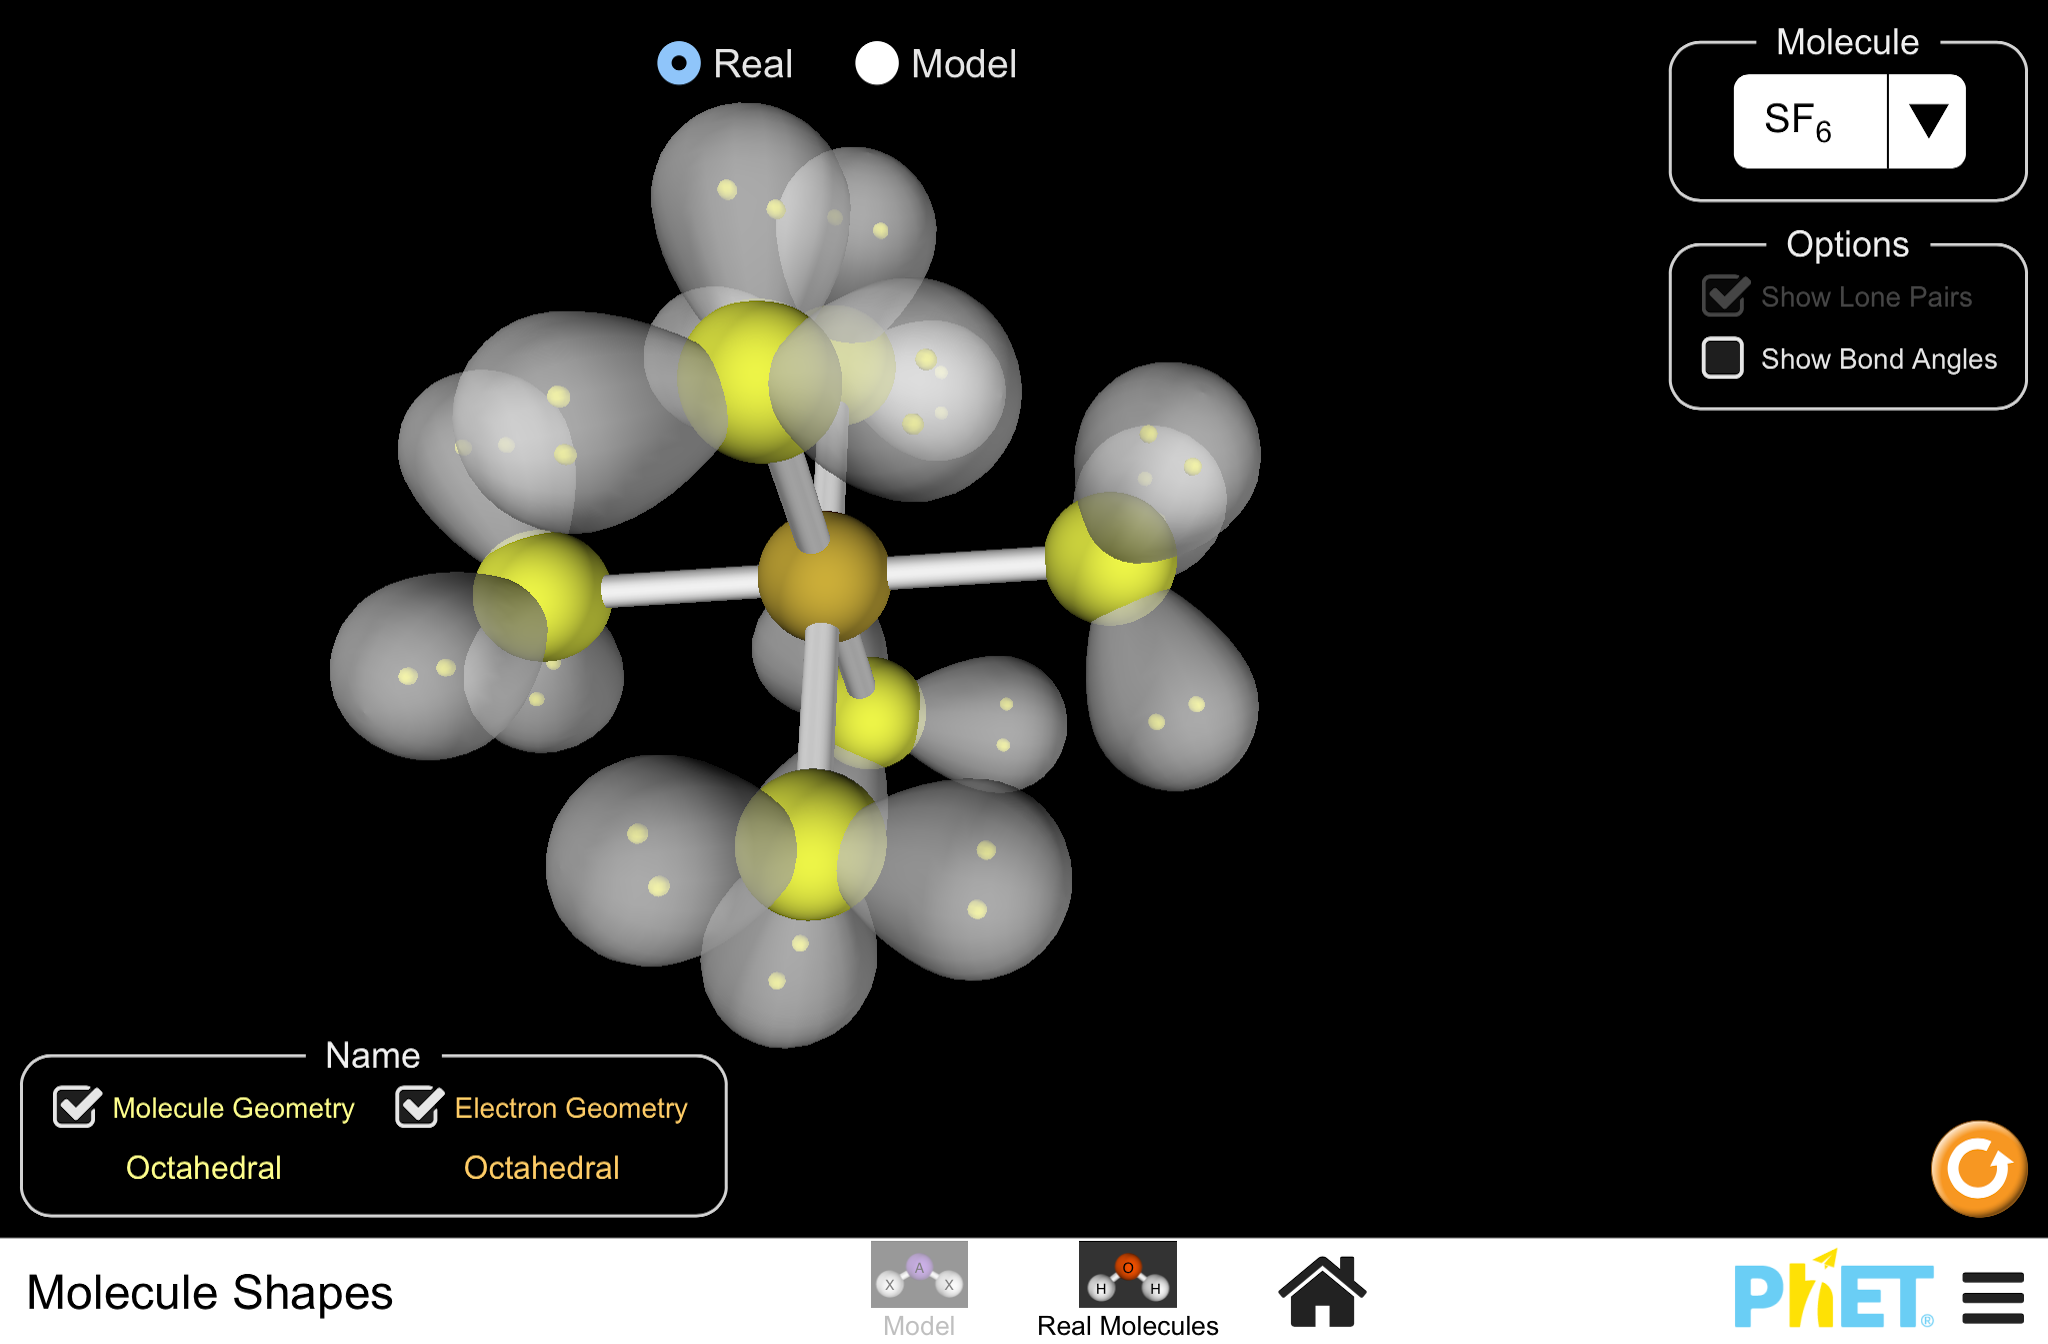 Real
Model
Molecule
SF₆
Options
Show Lone Pairs
Show Bond Angles
Name
Molecule Geometry
Electron Geometry
Octahedral
Octahedral
Molecule Shapes
X A X
Model
H O H
Real Molecules
PhET®